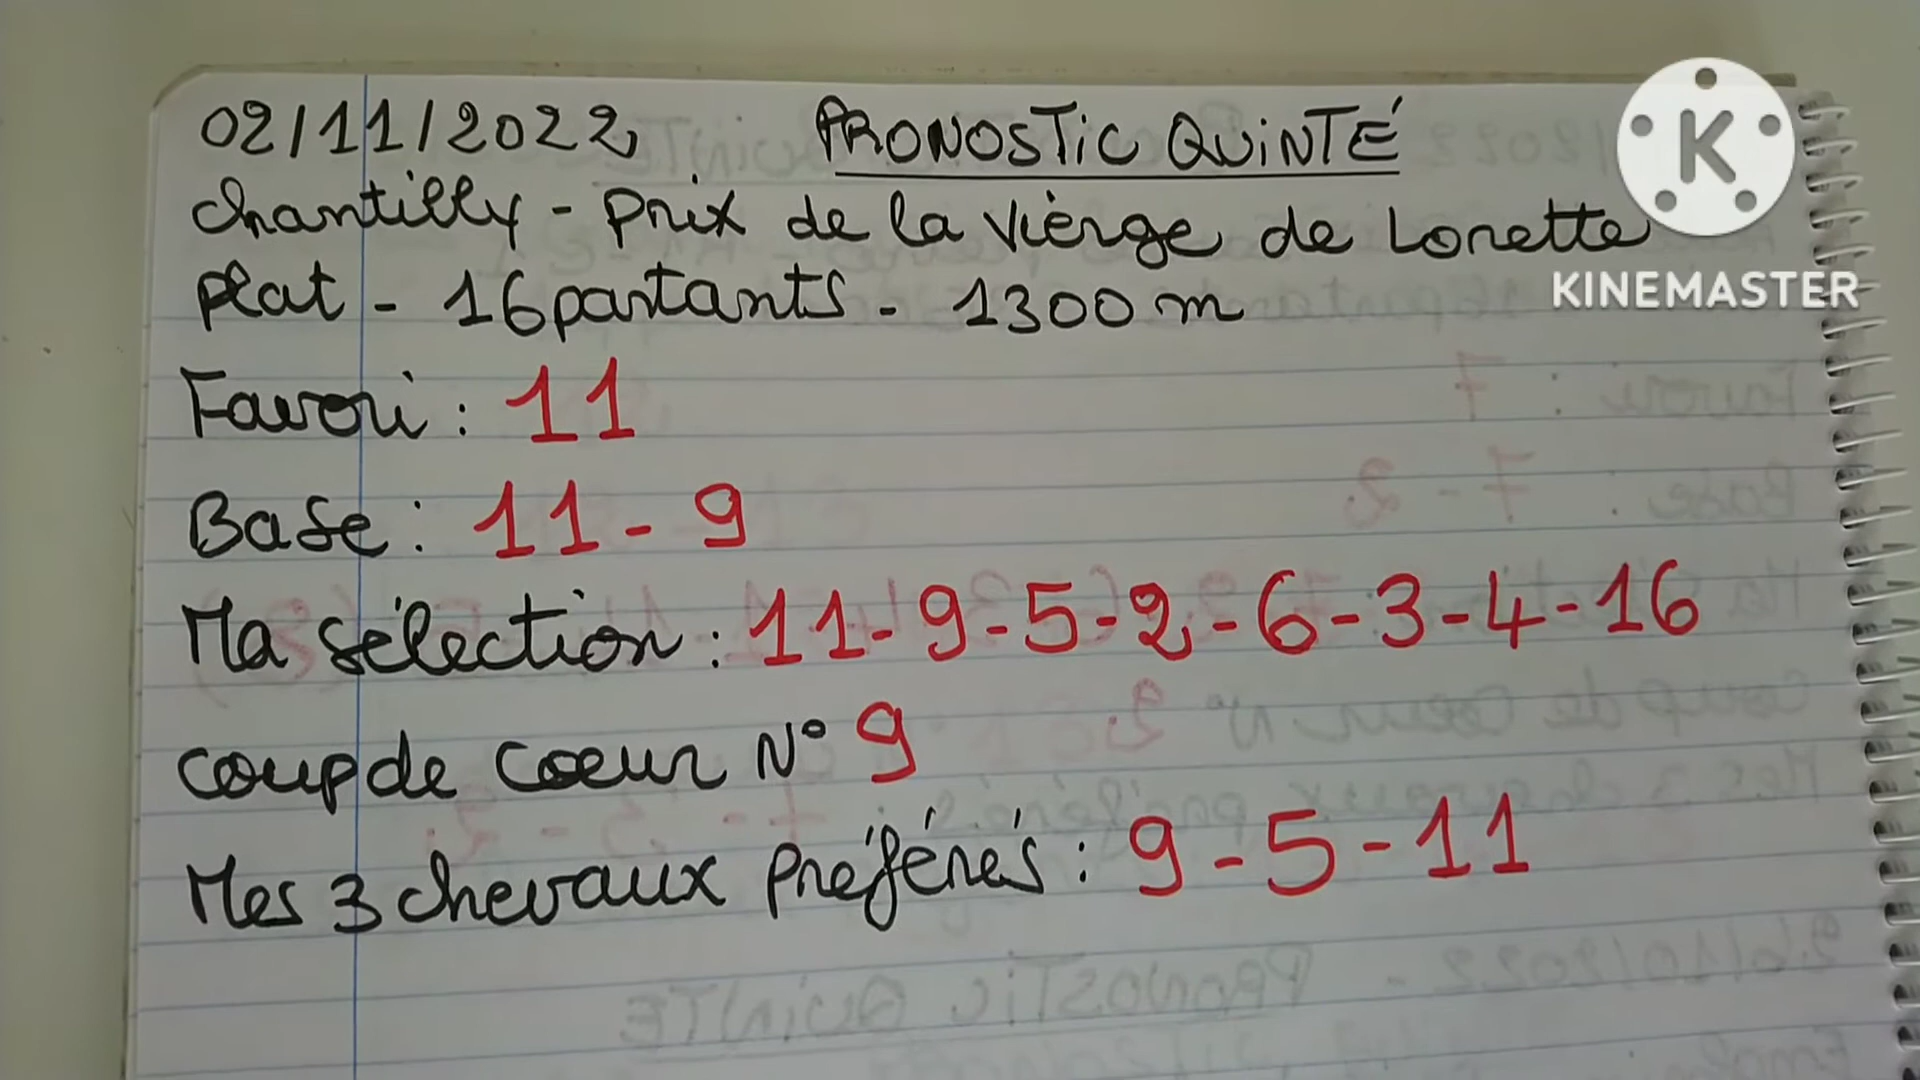 02/11/2022 PRONOSTIC QUINTÉ
K
Chantilly - Prix de la Vierge de Lorette
KINEMASTER
plat - 16 partants - 1300 m
Favori : 11
Base : 11 - 9
Ma sélection : 11 - 9 - 5 - 2 - 6 - 3 - 4 - 16
coup de coeur N° 9
Mes 3 chevaux préférés : 9 - 5 - 11